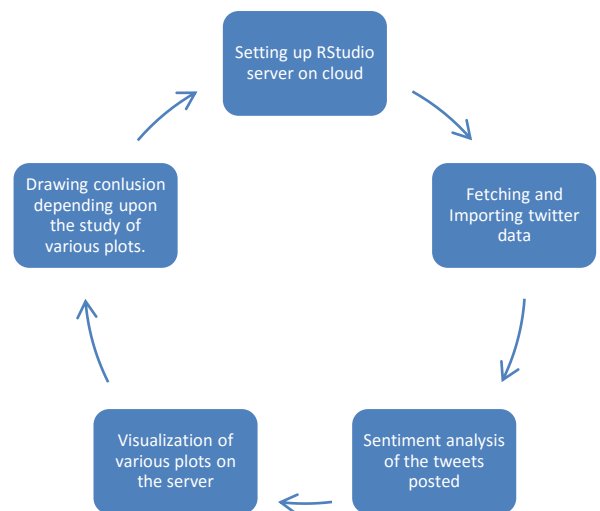 Setting up RStudio
server on cloud
Fetching and
Importing twitter
data
Sentiment analysis
of the tweets
posted
Visualization of
various plots on
the server
Drawing conlusion
depending upon
the study of
various plots.